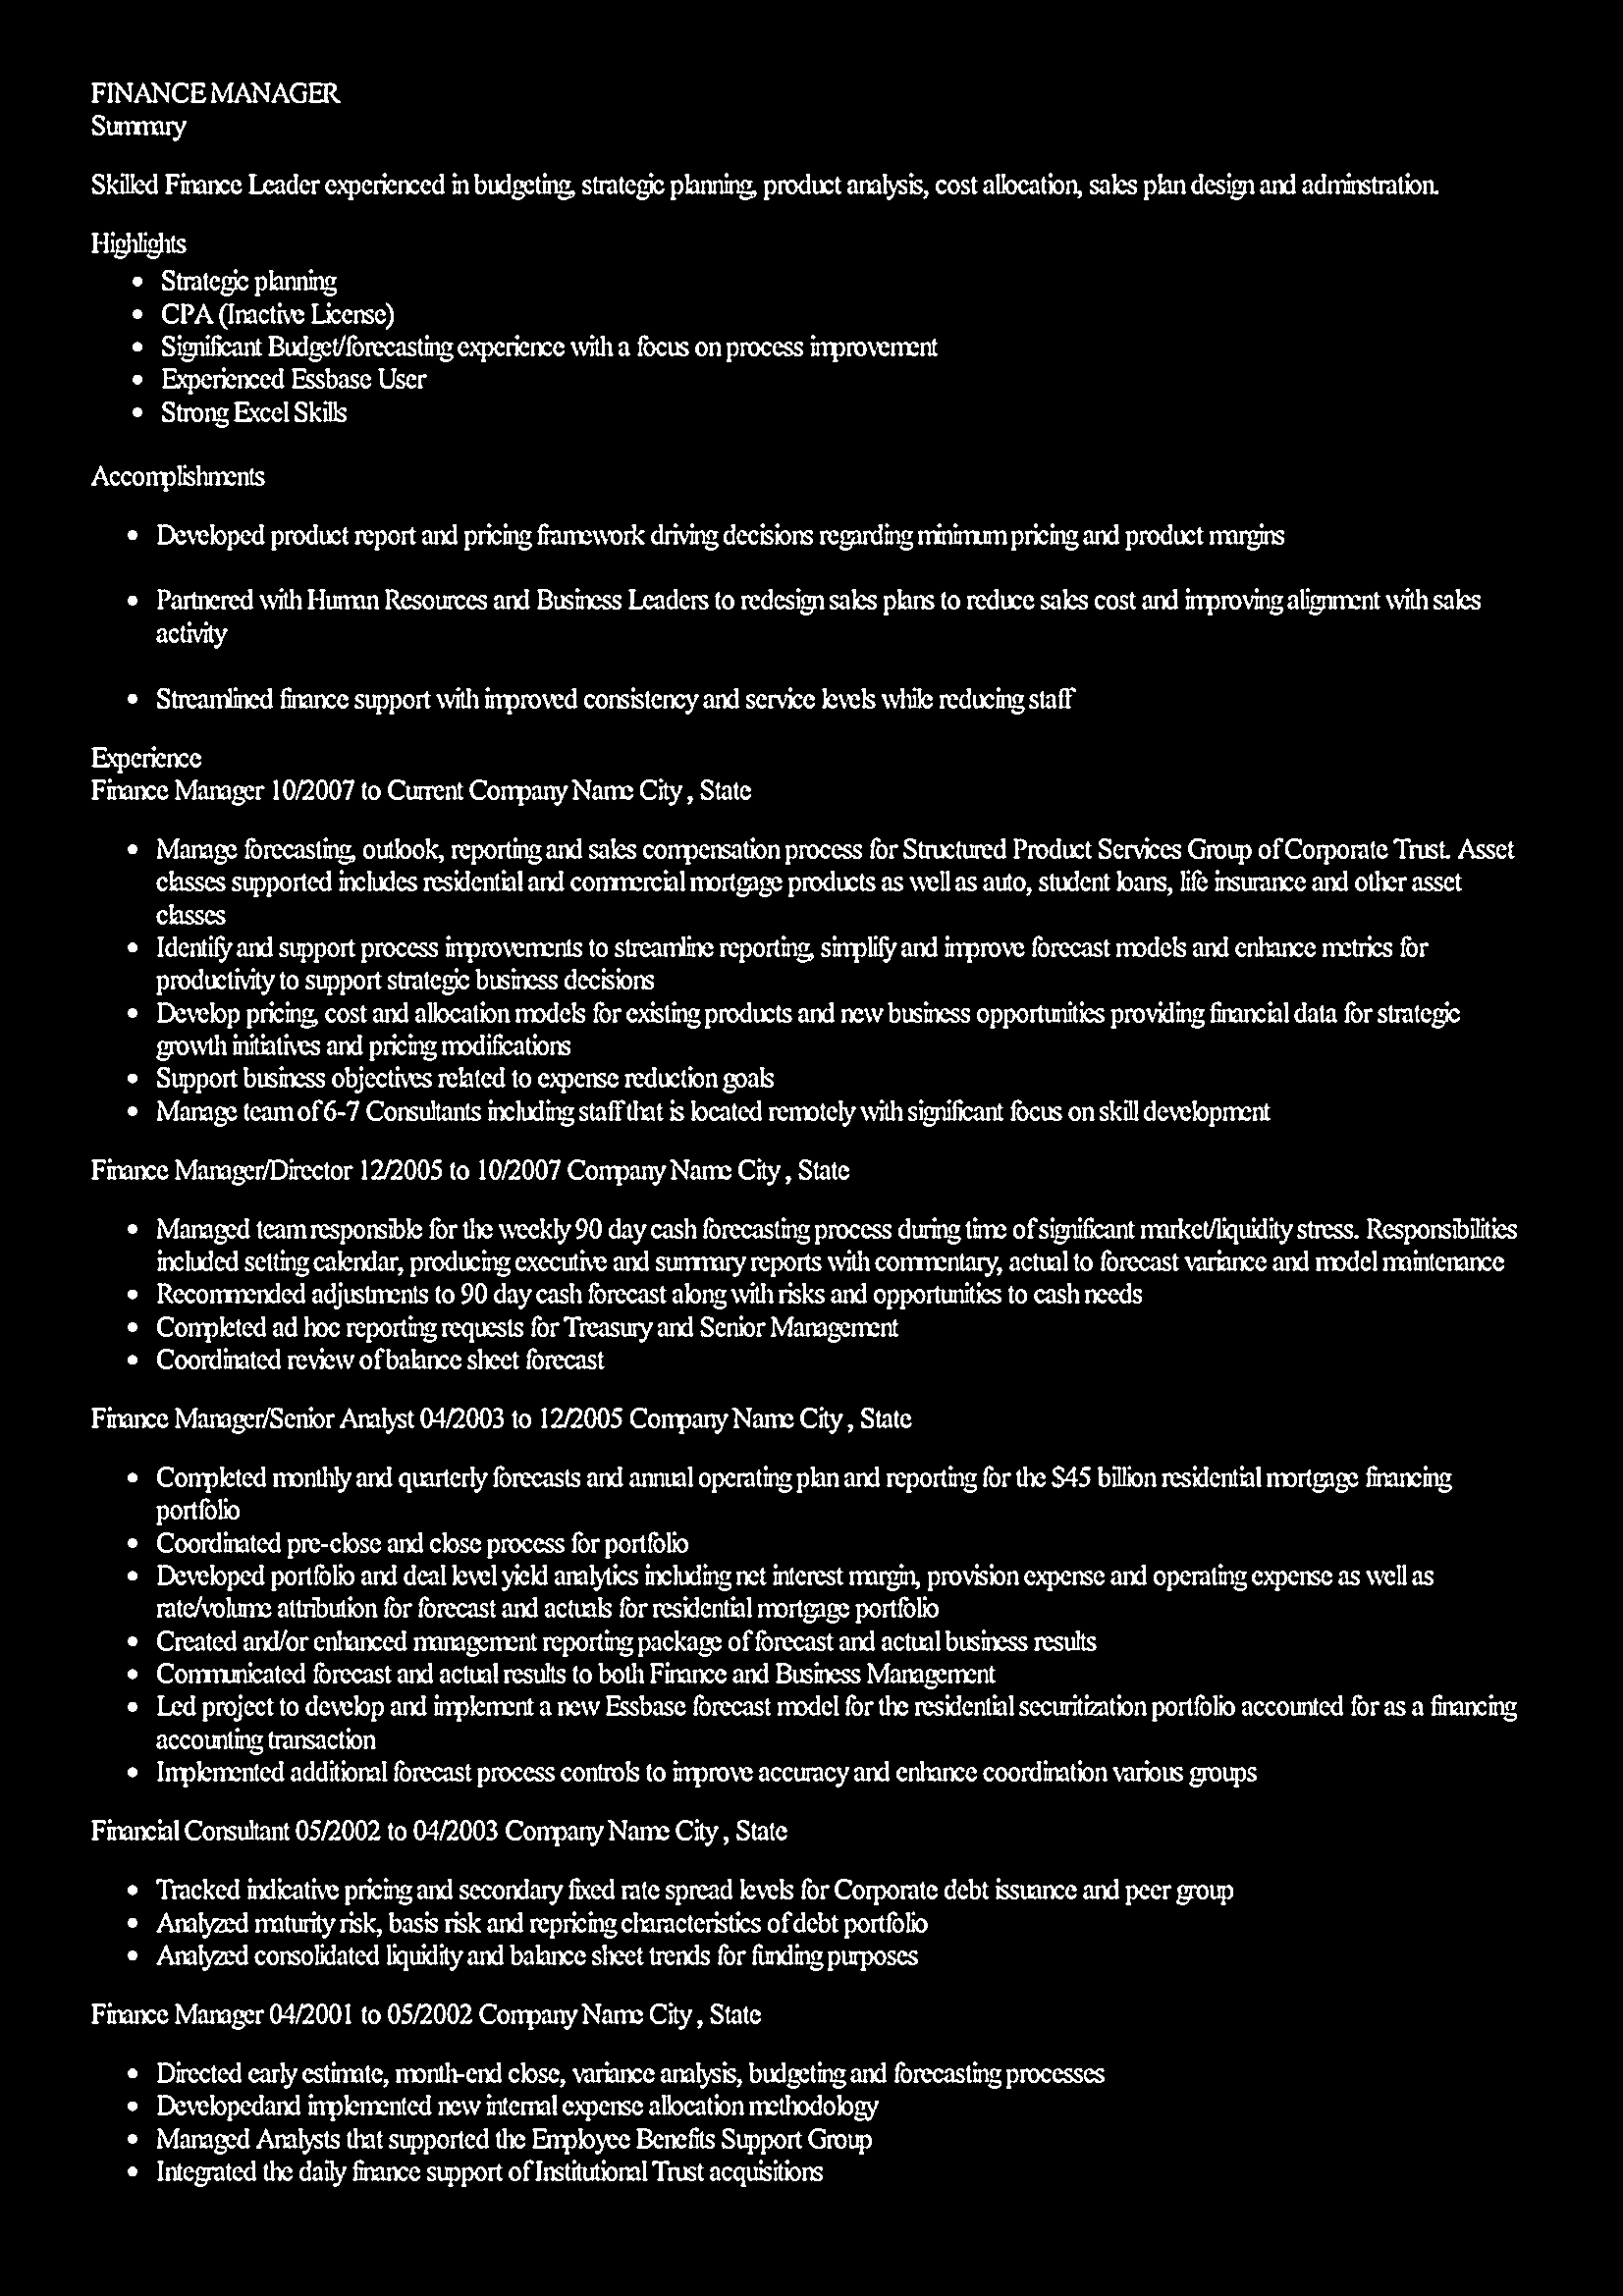 FINANCE MANAGER
Summary
Skilled Finance Leader experienced in budgeting, strategic planning, product analysis, cost allocation, sales plan design and adminstration.
Highlights
• Strategic planning
• CPA (Inactive License)
• Significant Budget/forecasting experience with a focus on process improvement
• Experienced Essbase User
• Strong Excel Skills
Accomplishments
• Developed product report and pricing framework driving decisions regarding minimum pricing and product margins
• Partnered with Human Resources and Business Leaders to redesign sales plans to reduce sales cost and improving alignment with sales
activity
• Streamlined finance support with improved consistency and service levels while reducing staff
Experience
Finance Manager 10/2007 to Current Company Name City , State
• Manage forecasting, outlook, reporting and sales compensation process for Structured Product Services Group of Corporate Trust. Asset
classes supported includes residential and commercial mortgage products as well as auto, student loans, life insurance and other asset
classes
• Identify and support process improvements to streamline reporting, simplify and improve forecast models and enhance metrics for
productivity to support strategic business decisions
• Develop pricing, cost and allocation models for existing products and new business opportunities providing financial data for strategic
growth initiatives and pricing modifications
• Support business objectives related to expense reduction goals
• Manage team of 6-7 Consultants including staff that is located remotely with significant focus on skill development
Finance Manager/Director 12/2005 to 10/2007 Company Name City , State
• Managed team responsible for the weekly 90 day cash forecasting process during time of significant market/liquidity stress. Responsibilities
included setting calendar, producing executive and summary reports with commentary, actual to forecast variance and model maintenance
• Recommended adjustments to 90 day cash forecast along with risks and opportunities to cash needs
• Completed ad hoc reporting requests for Treasury and Senior Management
• Coordinated review of balance sheet forecast
Finance Manager/Senior Analyst 04/2003 to 12/2005 Company Name City , State
• Completed monthly and quarterly forecasts and annual operating plan and reporting for the $45 billion residential mortgage financing
portfolio
• Coordinated pre-close and close process for portfolio
• Developed portfolio and deal level yield analytics including net interest margin, provision expense and operating expense as well as
rate/volume attribution for forecast and actuals for residential mortgage portfolio
• Created and/or enhanced management reporting package of forecast and actual business results
• Communicated forecast and actual results to both Finance and Business Management
• Led project to develop and implement a new Essbase forecast model for the residential securitization portfolio accounted for as a financing
accounting transaction
• Implemented additional forecast process controls to improve accuracy and enhance coordination various groups
Financial Consultant 05/2002 to 04/2003 Company Name City , State
• Tracked indicative pricing and secondary fixed rate spread levels for Corporate debt issuance and peer group
• Analyzed maturity risk, basis risk and repricing characteristics of debt portfolio
• Analyzed consolidated liquidity and balance sheet trends for funding purposes
Finance Manager 04/2001 to 05/2002 Company Name City , State
• Directed early estimate, month-end close, variance analysis, budgeting and forecasting processes
• Developedand implemented new internal expense allocation methodology
• Managed Analysts that supported the Employee Benefits Support Group
• Integrated the daily finance support of Institutional Trust acquisitions